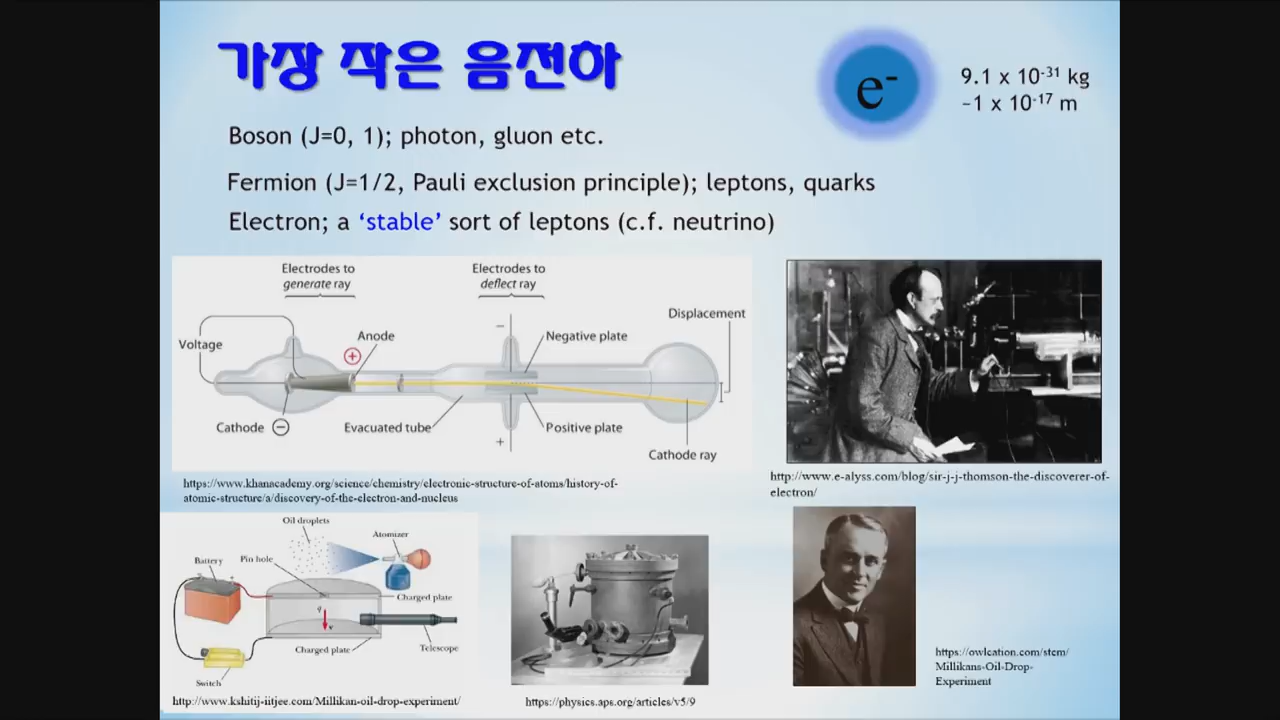 가장 작은 음전하
e-
9.1 x 10-31 kg
~1 x 10-17 m
Boson (J=0, 1); photon, gluon etc.
Fermion (J=1/2, Pauli exclusion principle); leptons, quarks
Electron; a ‘stable’ sort of leptons (c.f. neutrino)
Electrodes to
generate ray
Electrodes to
deflect ray
Displacement
Voltage
Anode
+
−
Negative plate
Cathode
−
Evacuated tube
+
Positive plate
Cathode ray
https://www.khanacademy.org/science/chemistry/electronic-structure-of-atoms/history-of-
atomic-structure/a/discovery-of-the-electron-and-nucleus
http://www.e-alyss.com/blog/sir-j-j-thomson-the-discoverer-of-
electron/
Oil droplets
Atomizer
Battery
Pin hole
− +
Charged plate
q
v
Charged plate
Telescope
Switch
http://www.kshitij-iitjee.com/Millikan-oil-drop-experiment/
https://physics.aps.org/articles/v5/9
https://owlcation.com/stem/
Millikans-Oil-Drop-
Experiment